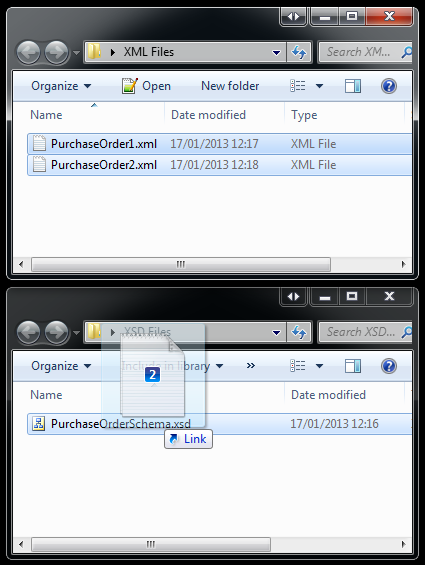 XML Files
Search XM...
Organize Open New folder
Name Date modified Type
PurchaseOrder1.xml 17/01/2013 12:17 XML File
PurchaseOrder2.xml 17/01/2013 12:18 XML File
XSD Files
Search XSD...
Organize Include in library »
Name Date modified
2
PurchaseOrderSchema.xsd 17/01/2013 12:16
Link